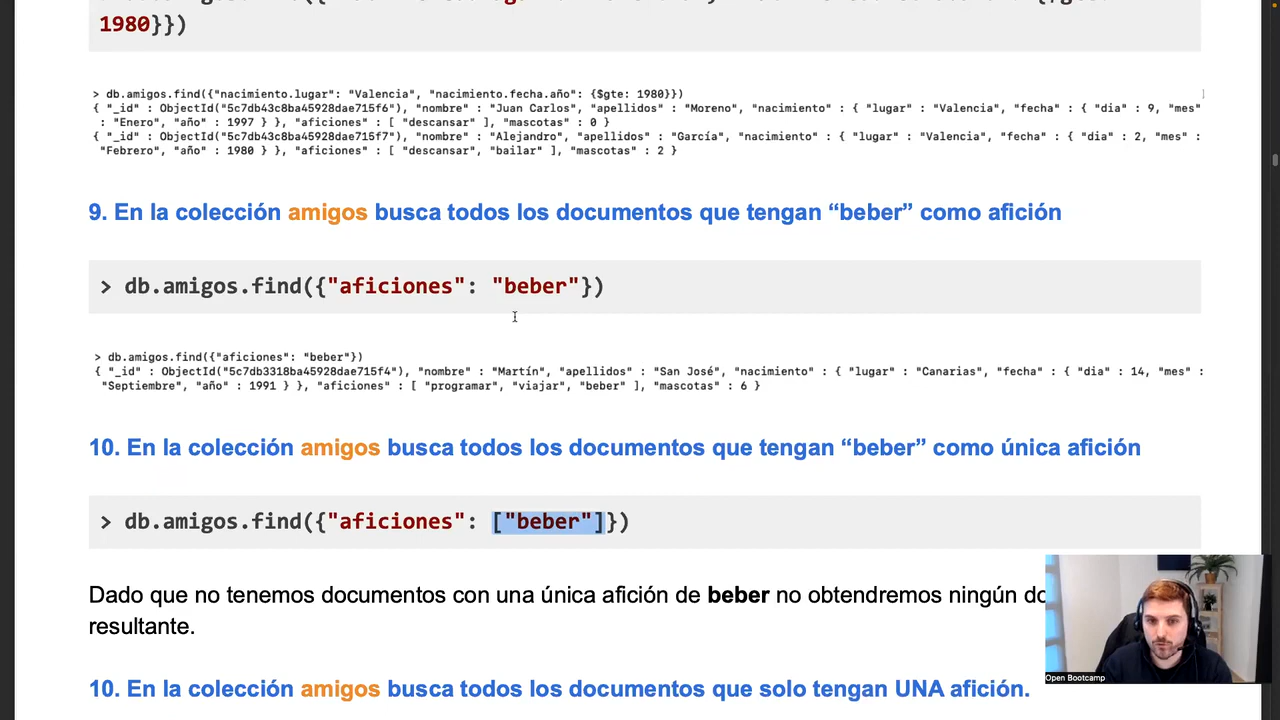 1980}})
> db.amigos.find({"nacimiento.lugar": "Valencia", "nacimiento.fecha.año": {$gte: 1980}})
{ "_id" : ObjectId("5c7db43c8ba45928dae715f6"), "nombre" : "Juan Carlos", "apellidos" : "Moreno", "nacimiento" : { "lugar" : "Valencia", "fecha" : { "dia" : 9, "mes"
: "Enero", "año" : 1997 } }, "aficiones" : [ "descansar" ], "mascotas" : 0 }
{ "_id" : ObjectId("5c7db43c8ba45928dae715f7"), "nombre" : "Alejandro", "apellidos" : "García", "nacimiento" : { "lugar" : "Valencia", "fecha" : { "dia" : 2, "mes" :
"Febrero", "año" : 1980 } }, "aficiones" : [ "descansar", "bailar" ], "mascotas" : 2 }
9. En la colección amigos busca todos los documentos que tengan “beber” como afición
> db.amigos.find({"aficiones": "beber"})
> db.amigos.find({"aficiones": "beber"})
{ "_id" : ObjectId("5c7db3318ba45928dae715f4"), "nombre" : "Martín", "apellidos" : "San José", "nacimiento" : { "lugar" : "Canarias", "fecha" : { "dia" : 14, "mes" :
"Septiembre", "año" : 1991 } }, "aficiones" : [ "programar", "viajar", "beber" ], "mascotas" : 6 }
10. En la colección amigos busca todos los documentos que tengan “beber” como única afición
> db.amigos.find({"aficiones": ["beber"]})
Dado que no tenemos documentos con una única afición de beber no obtendremos ningún do
resultante.
Open Bootcamp
10. En la colección amigos busca todos los documentos que solo tengan UNA afición.